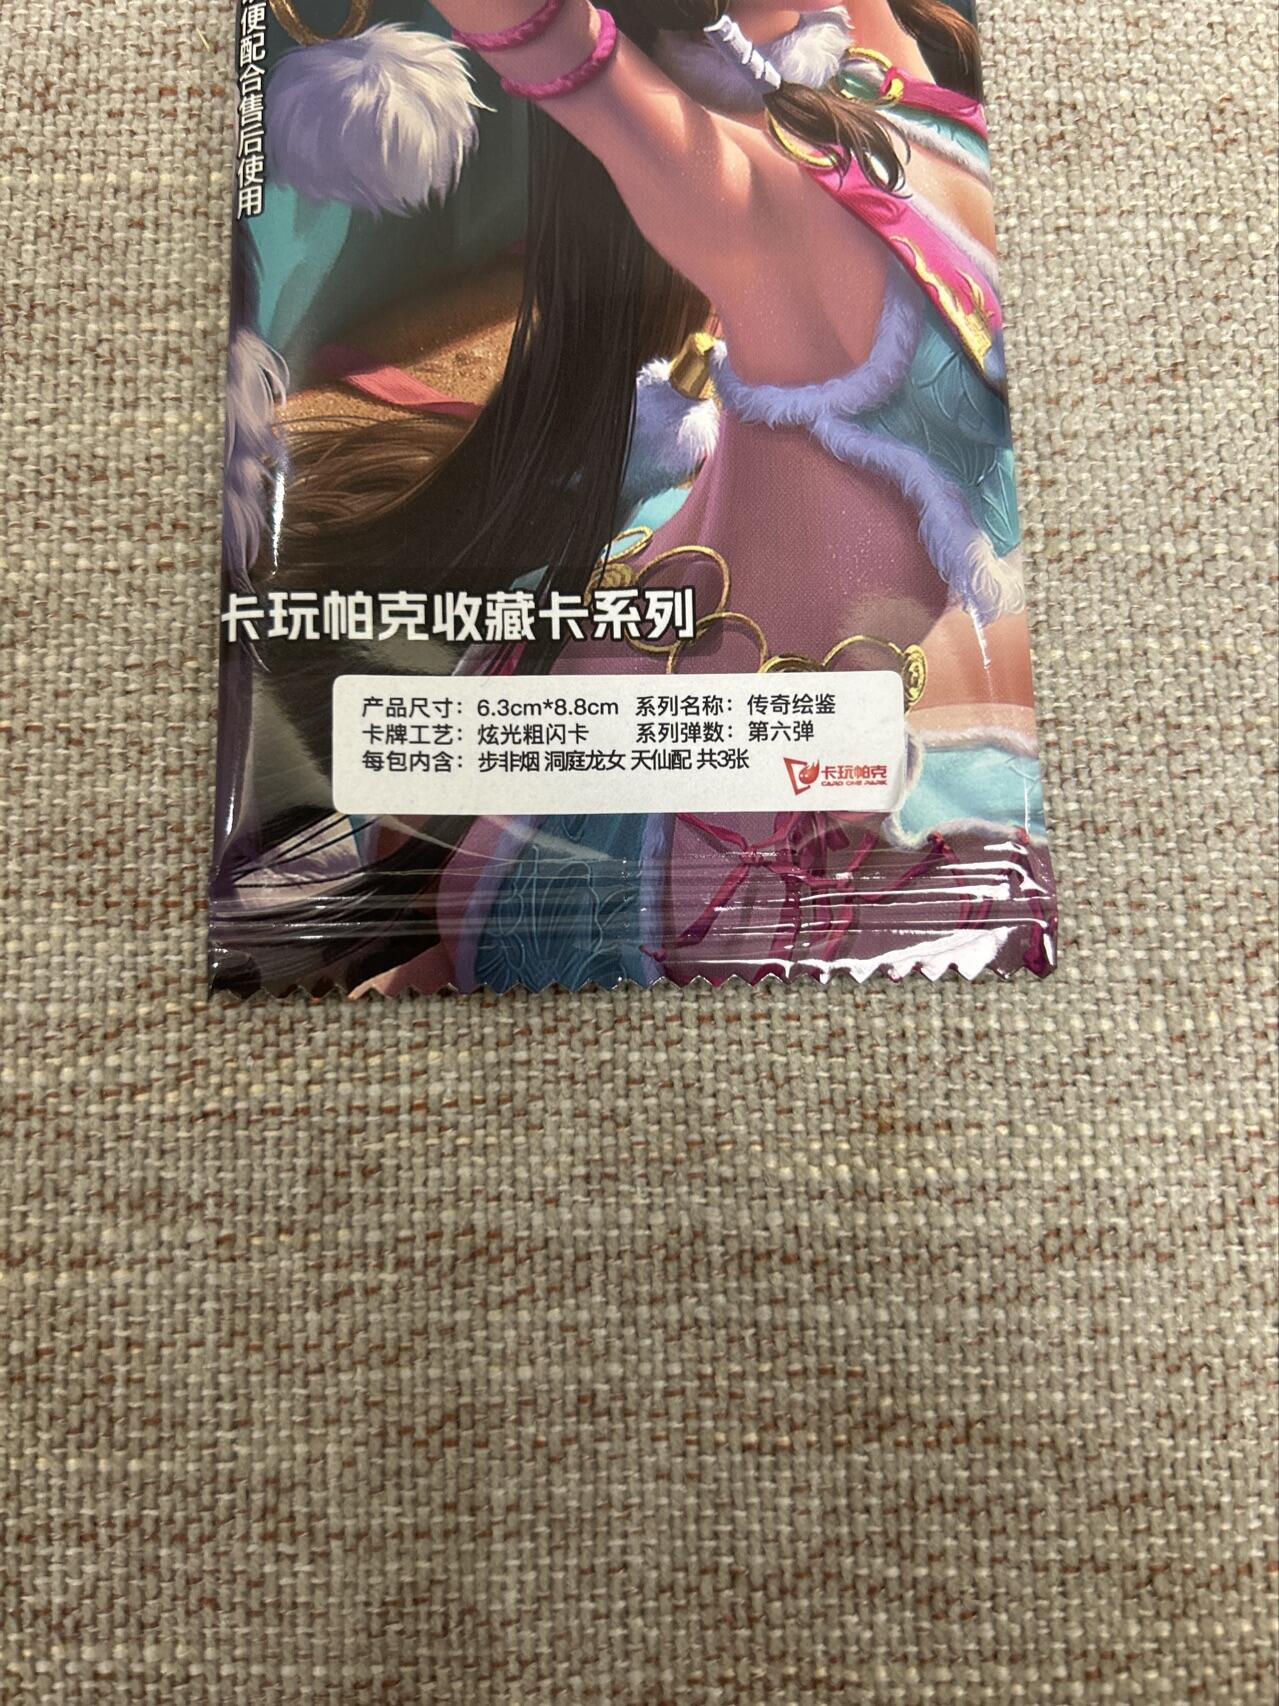 便配合售后使用
卡玩帕克收藏卡系列
产品尺寸：6.3cm*8.8cm 系列名称：传奇绘鉴
卡牌工艺：炫光粗闪卡 系列弹数：第六弹
每包内含：步非烟 洞庭龙女 天仙配 共3张
卡玩帕克
CARD ONE PARK